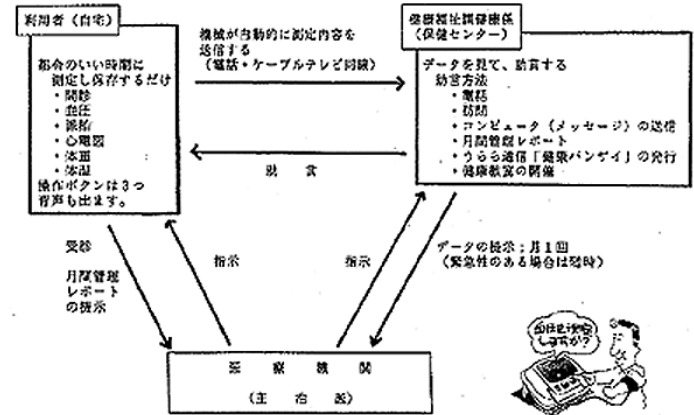 利用者（自宅）
都合のいい時間に
測定し保存するだけ
・問診
・血圧
・脈拍
・心電図
・体重
・体温
操作ボタンは３つ
音声も出ます。
機械が自動的に測定内容を
送信する
（電話・ケーブルテレビ回線）
助言
健康福祉課健康係
（保健センター）
データを見て、助言する
助言方法
・電話
・訪問
・コンピュータ（メッセージ）の送信
・月間管理レポート
・うらら通信「健康バンザイ」の発行
・健康教室の開催
受診
月間管理
レポート
の提示
指示
指示
データの提示；月１回
（緊急性のある場合は随時）
医療機関
（主治医）
しますか？